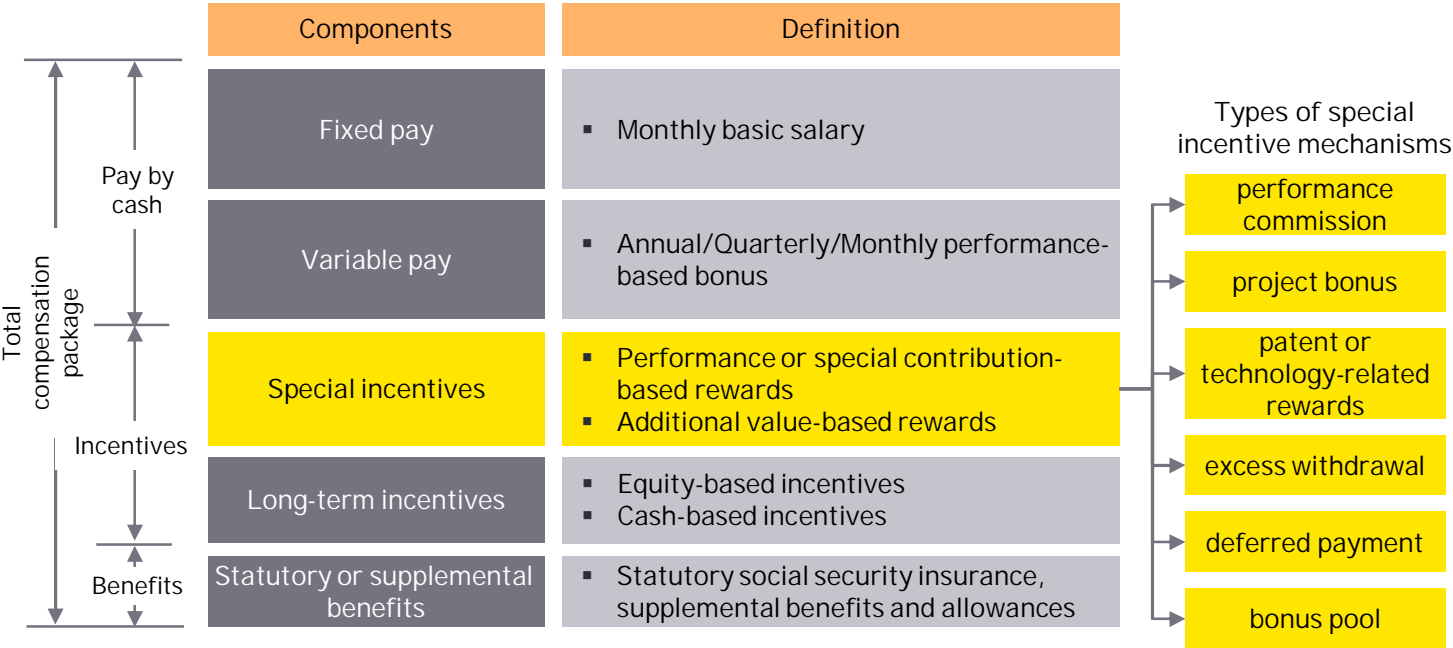 Components
Definition
Total
compensation
package
Pay by
cash
Incentives
Benefits
Fixed pay
▪ Monthly basic salary
Variable pay
▪ Annual/Quarterly/Monthly performance-
based bonus
Special incentives
▪ Performance or special contribution-
based rewards
▪ Additional value-based rewards
Long-term incentives
▪ Equity-based incentives
▪ Cash-based incentives
Statutory or supplemental
benefits
▪ Statutory social security insurance,
supplemental benefits and allowances
Types of special
incentive mechanisms
performance
commission
project bonus
patent or
technology-related
rewards
excess withdrawal
deferred payment
bonus pool